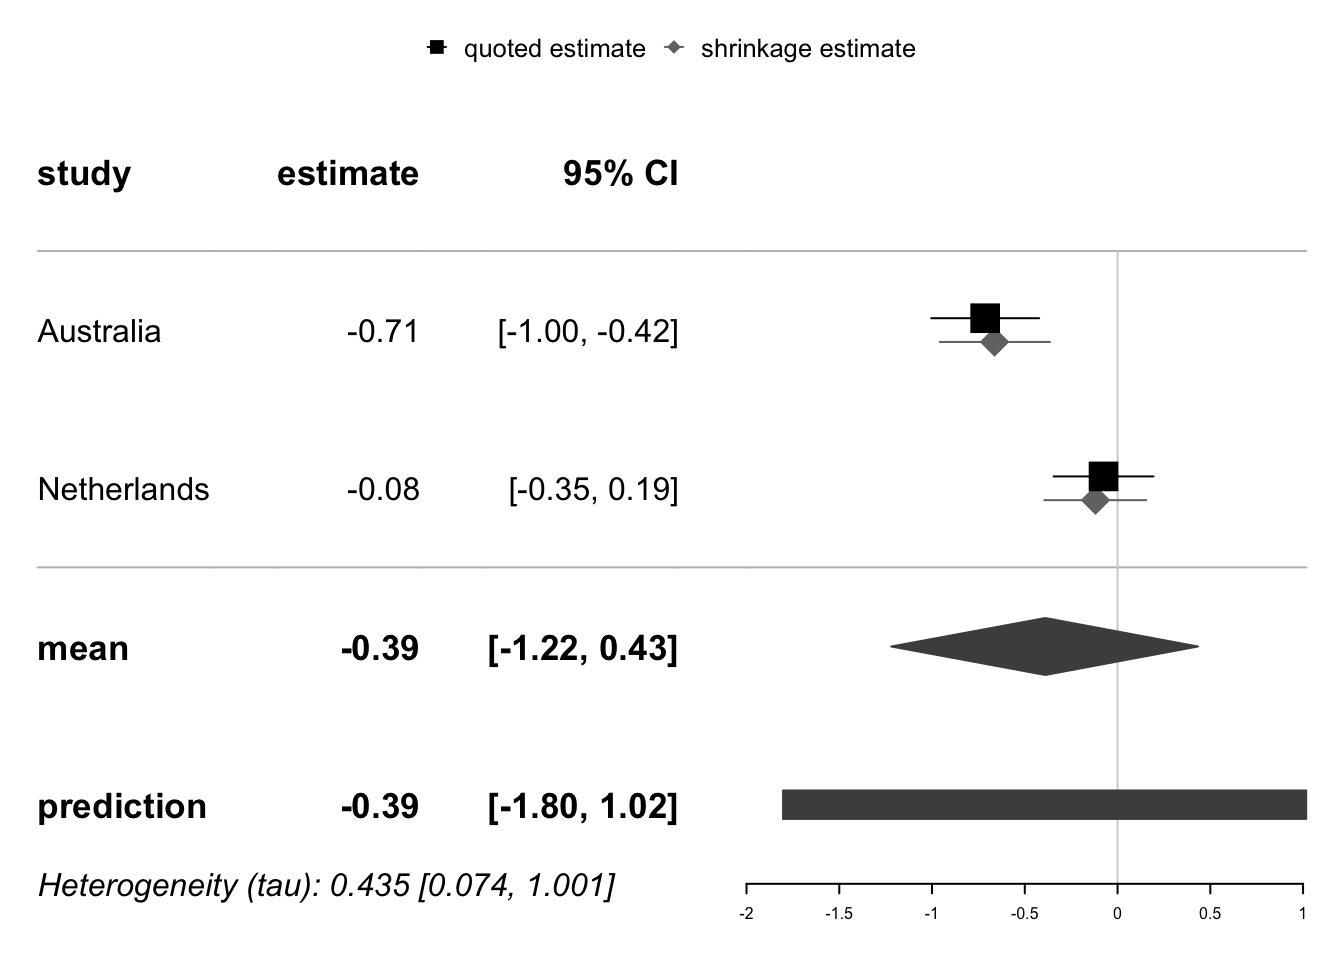 quoted estimate shrinkage estimate
study estimate 95% CI
Australia -0.71 [-1.00, -0.42]
Netherlands -0.08 [-0.35, 0.19]
mean -0.39 [-1.22, 0.43]
prediction -0.39 [-1.80, 1.02]
Heterogeneity (tau): 0.435 [0.074, 1.001]
-2 -1.5 -1 -0.5 0 0.5 1